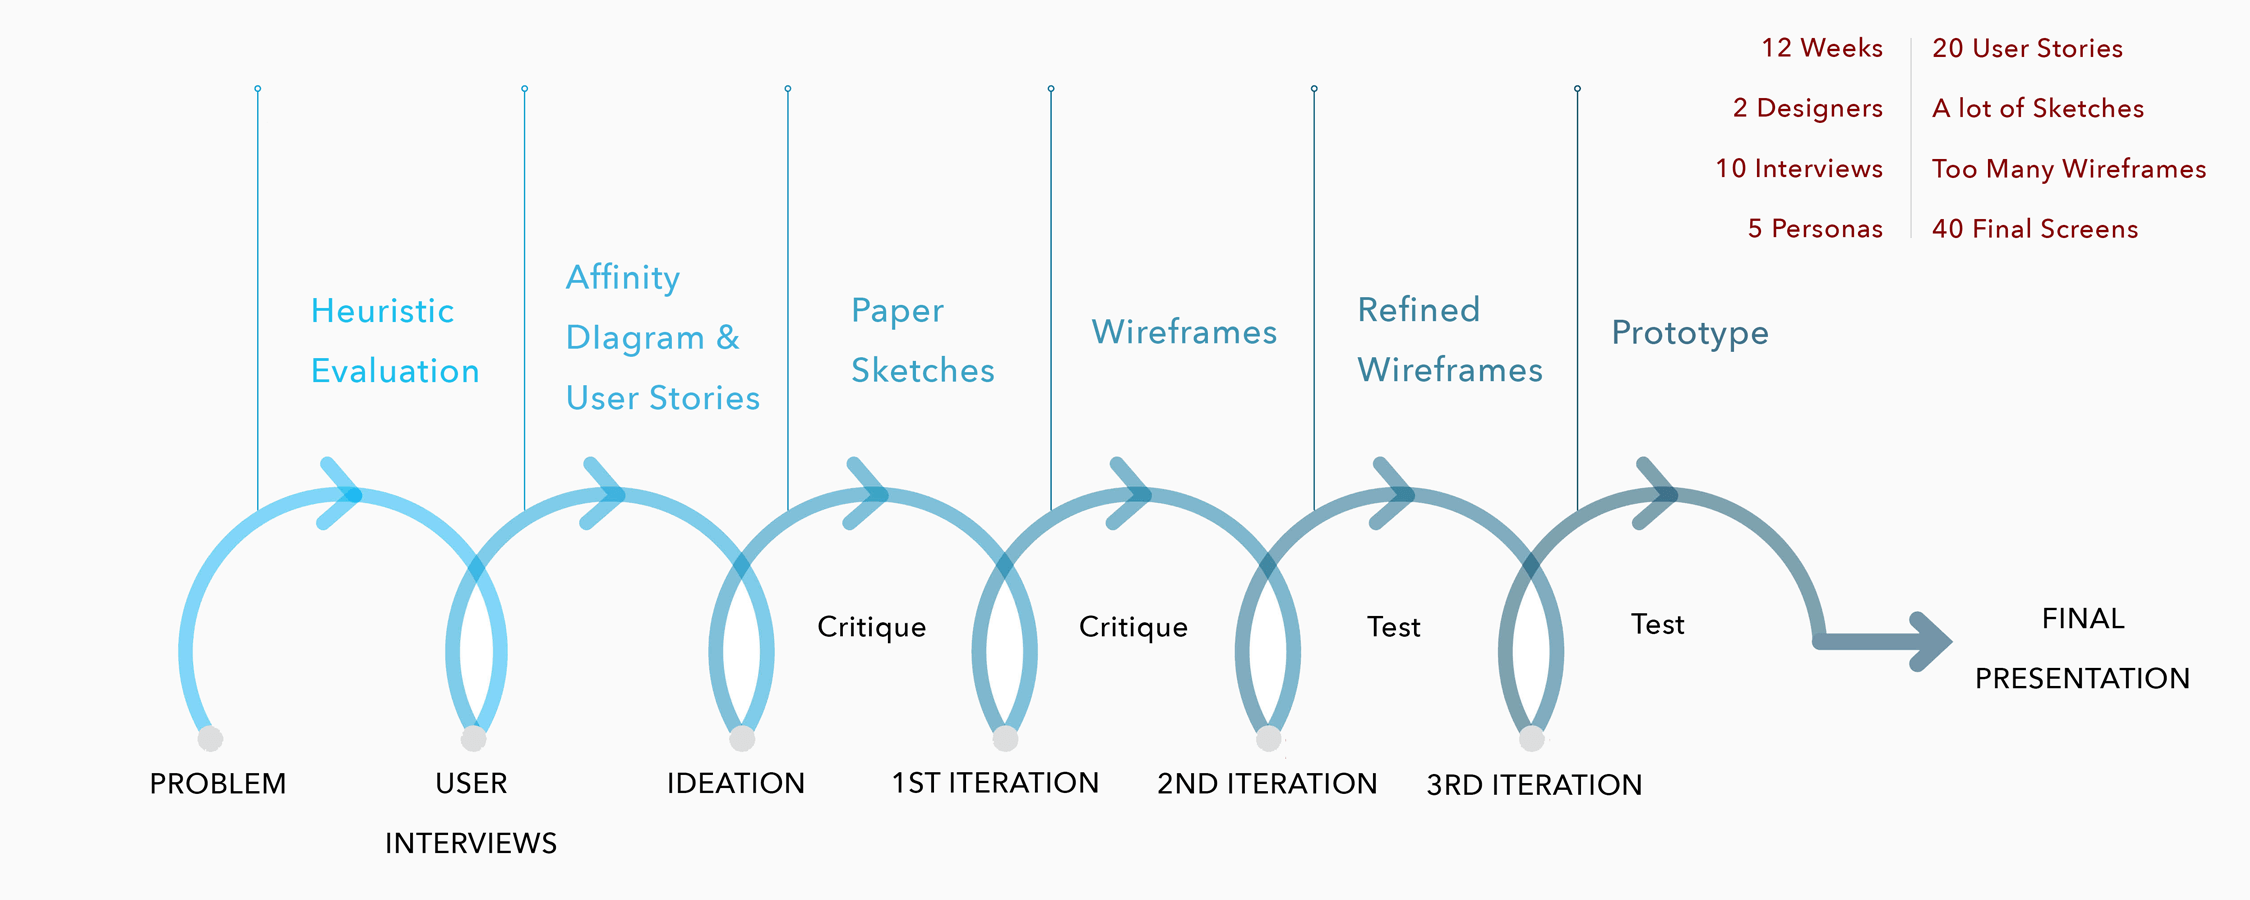 12 Weeks
2 Designers
10 Interviews
5 Personas
20 User Stories
A lot of Sketches
Too Many Wireframes
40 Final Screens
Heuristic
Evaluation
Affinity
DIagram &
User Stories
Paper
Sketches
Wireframes
Refined
Wireframes
Prototype
Critique
Critique
Test
Test
PROBLEM
USER
INTERVIEWS
IDEATION
1ST ITERATION
2ND ITERATION
3RD ITERATION
FINAL
PRESENTATION